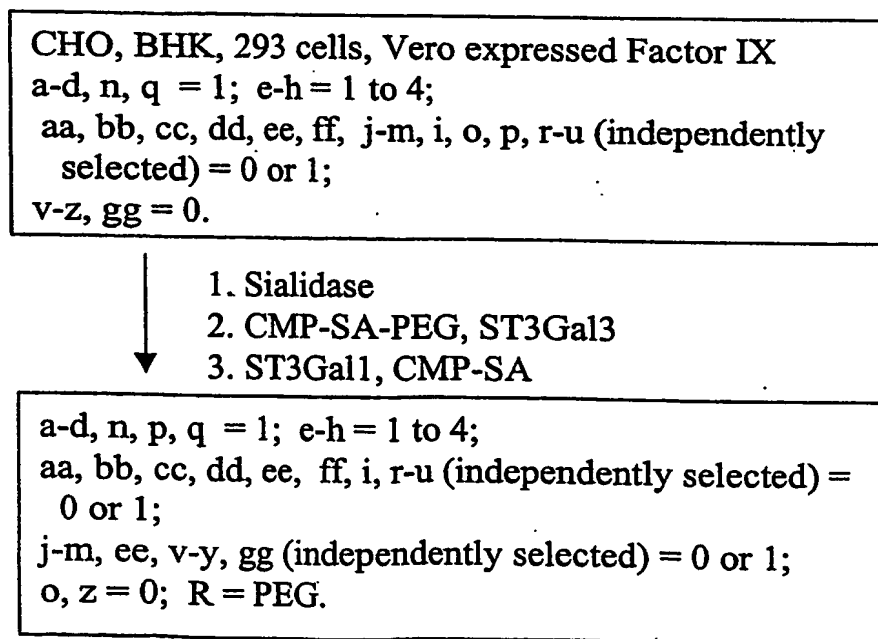 CHO, BHK, 293 cells, Vero expressed Factor IX
a-d, n, q = 1; e-h = 1 to 4;
aa, bb, cc, dd, ee, ff, j-m, i, o, p, r-u (independently
selected) = 0 or 1;
v-z, gg = 0.
1. Sialidase
2. CMP-SA-PEG, ST3Gal3
3. ST3Gal1, CMP-SA
a-d, n, p, q = 1; e-h = 1 to 4;
aa, bb, cc, dd, ee, ff, i, r-u (independently selected) =
0 or 1;
j-m, ee, v-y, gg (independently selected) = 0 or 1;
o, z = 0; R = PEG.